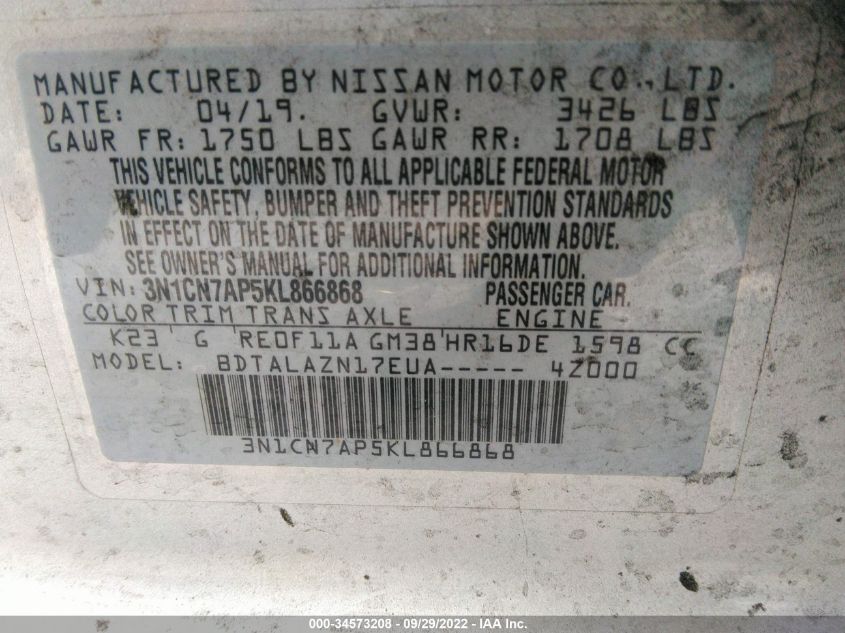 MANUFACTURED BY NISSAN MOTOR CO., LTD.
DATE: 04/19. GVWR: 3426 LBS
GAWR FR: 1750 LBS GAWR RR: 1708 LBS
THIS VEHICLE CONFORMS TO ALL APPLICABLE FEDERAL MOTOR
VEHICLE SAFETY, BUMPER AND THEFT PREVENTION STANDARDS
IN EFFECT ON THE DATE OF MANUFACTURE SHOWN ABOVE.
SEE OWNER'S MANUAL FOR ADDITIONAL INFORMATION.
VIN: 3N1CN7AP5KL866868 PASSENGER CAR.
COLOR TRIM TRANS AXLE ENGINE
K23 G RE0F11A GM38 HR16DE 1598 CC
MODEL: BDTALAZN17EUA----- 4Z000
3N1CN7AP5KL866868
000-34573208 - 09/29/2022 - IAA Inc.